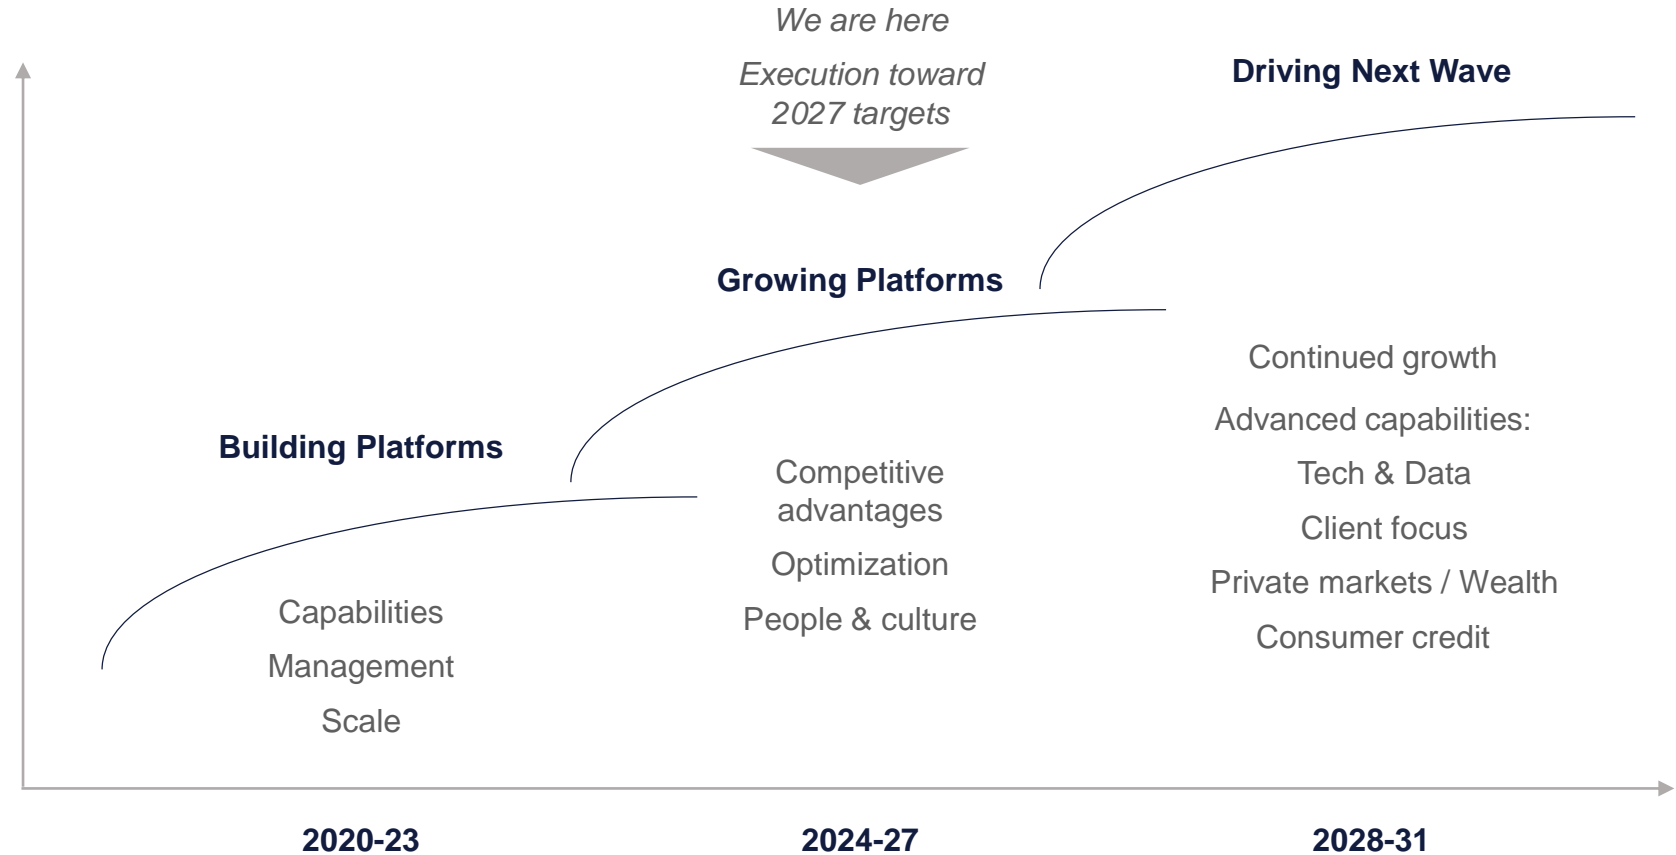 We are here
Execution toward
2027 targets
Driving Next Wave
Growing Platforms
Building Platforms
Capabilities
Management
Scale
Competitive
advantages
Optimization
People & culture
Continued growth
Advanced capabilities:
Tech & Data
Client focus
Private markets / Wealth
Consumer credit
2020-23
2024-27
2028-31